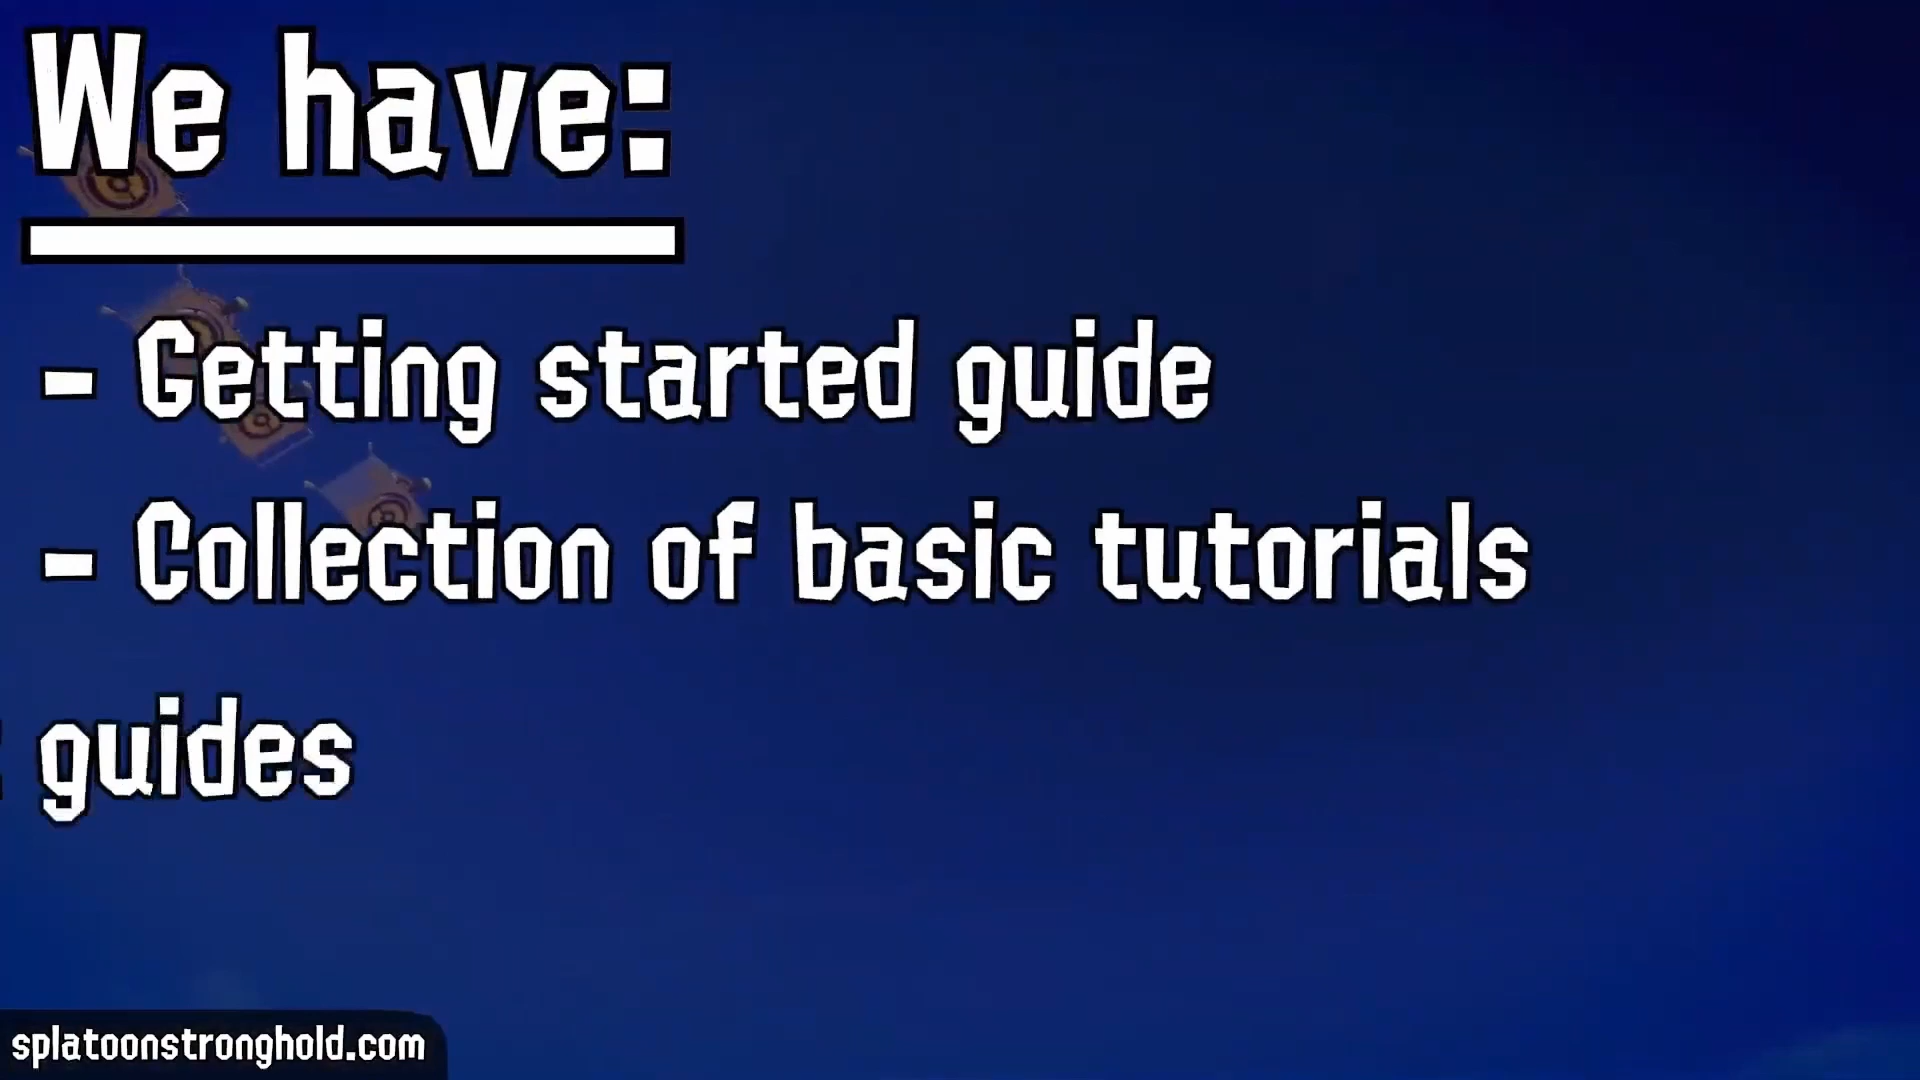 We have:
- Getting started guide
- Collection of basic tutorials
guides
splatoonstronghold.com